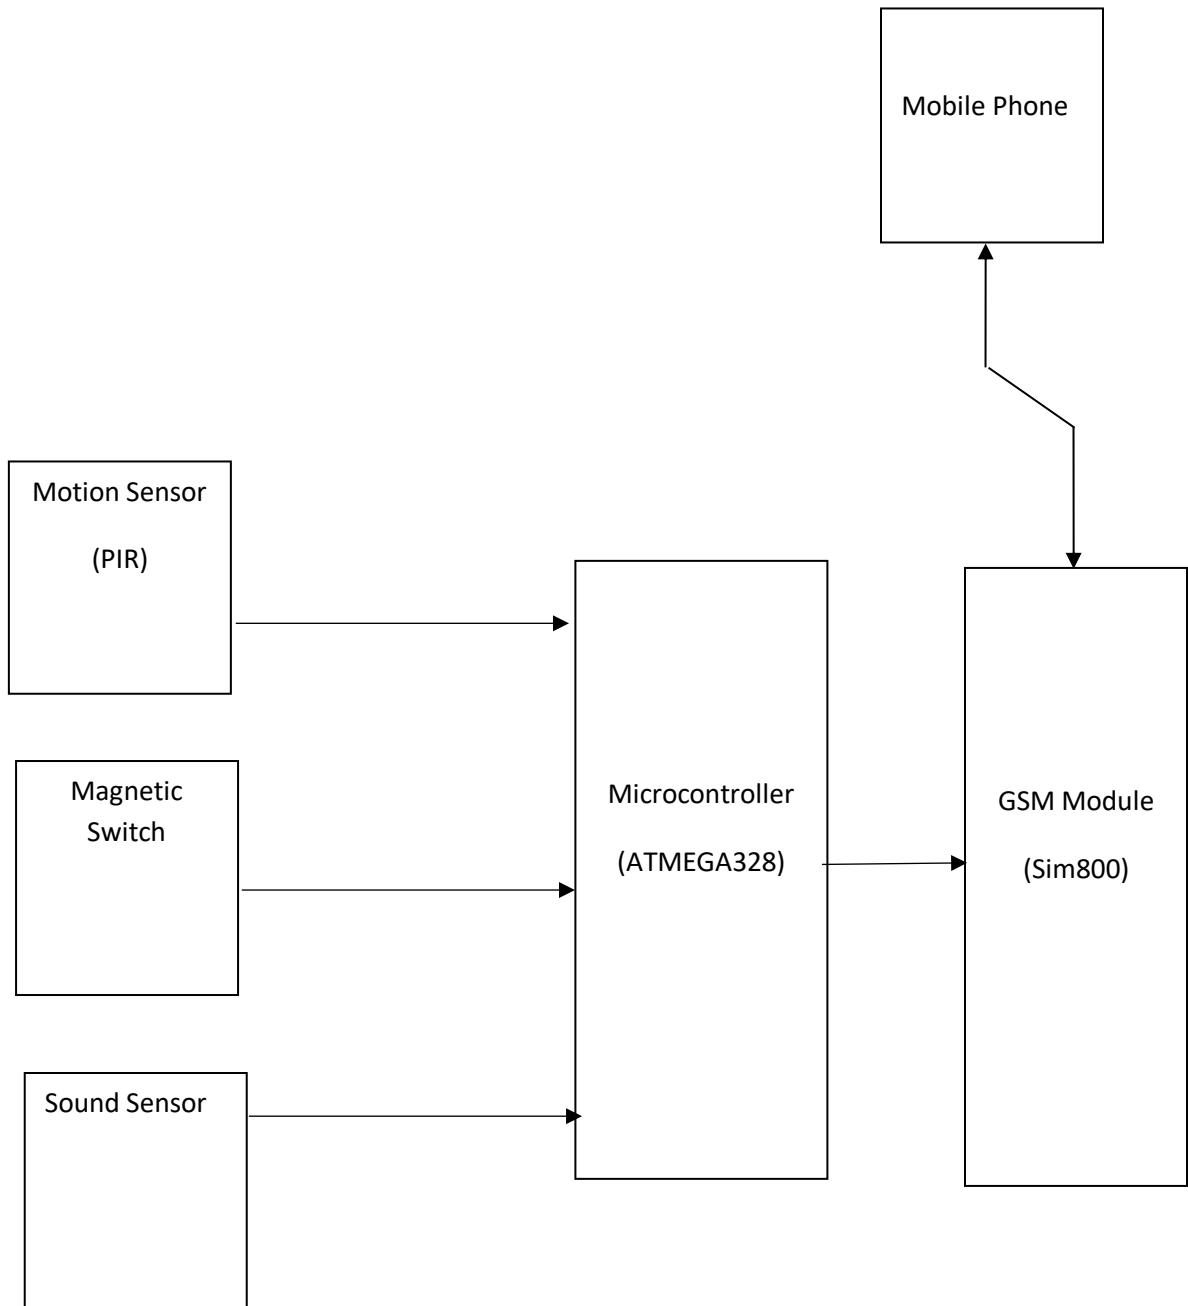 Mobile Phone
Motion Sensor
(PIR)
Magnetic
Switch
Microcontroller
(ATMEGA328)
GSM Module
(Sim800)
Sound Sensor